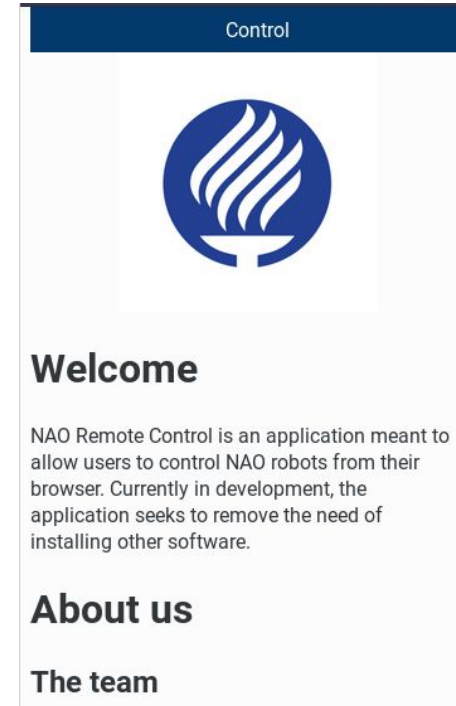 Control
Welcome
NAO Remote Control is an application meant to
allow users to control NAO robots from their
browser. Currently in development, the
application seeks to remove the need of
installing other software.
About us
The team